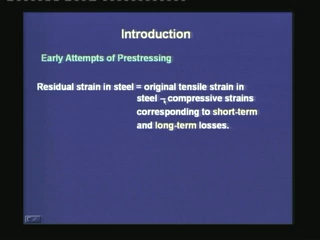 Introduction
Early Attempts of Prestressing
Residual strain in steel = original tensile strain in
steel – compressive strains
corresponding to short-term
and long-term losses.